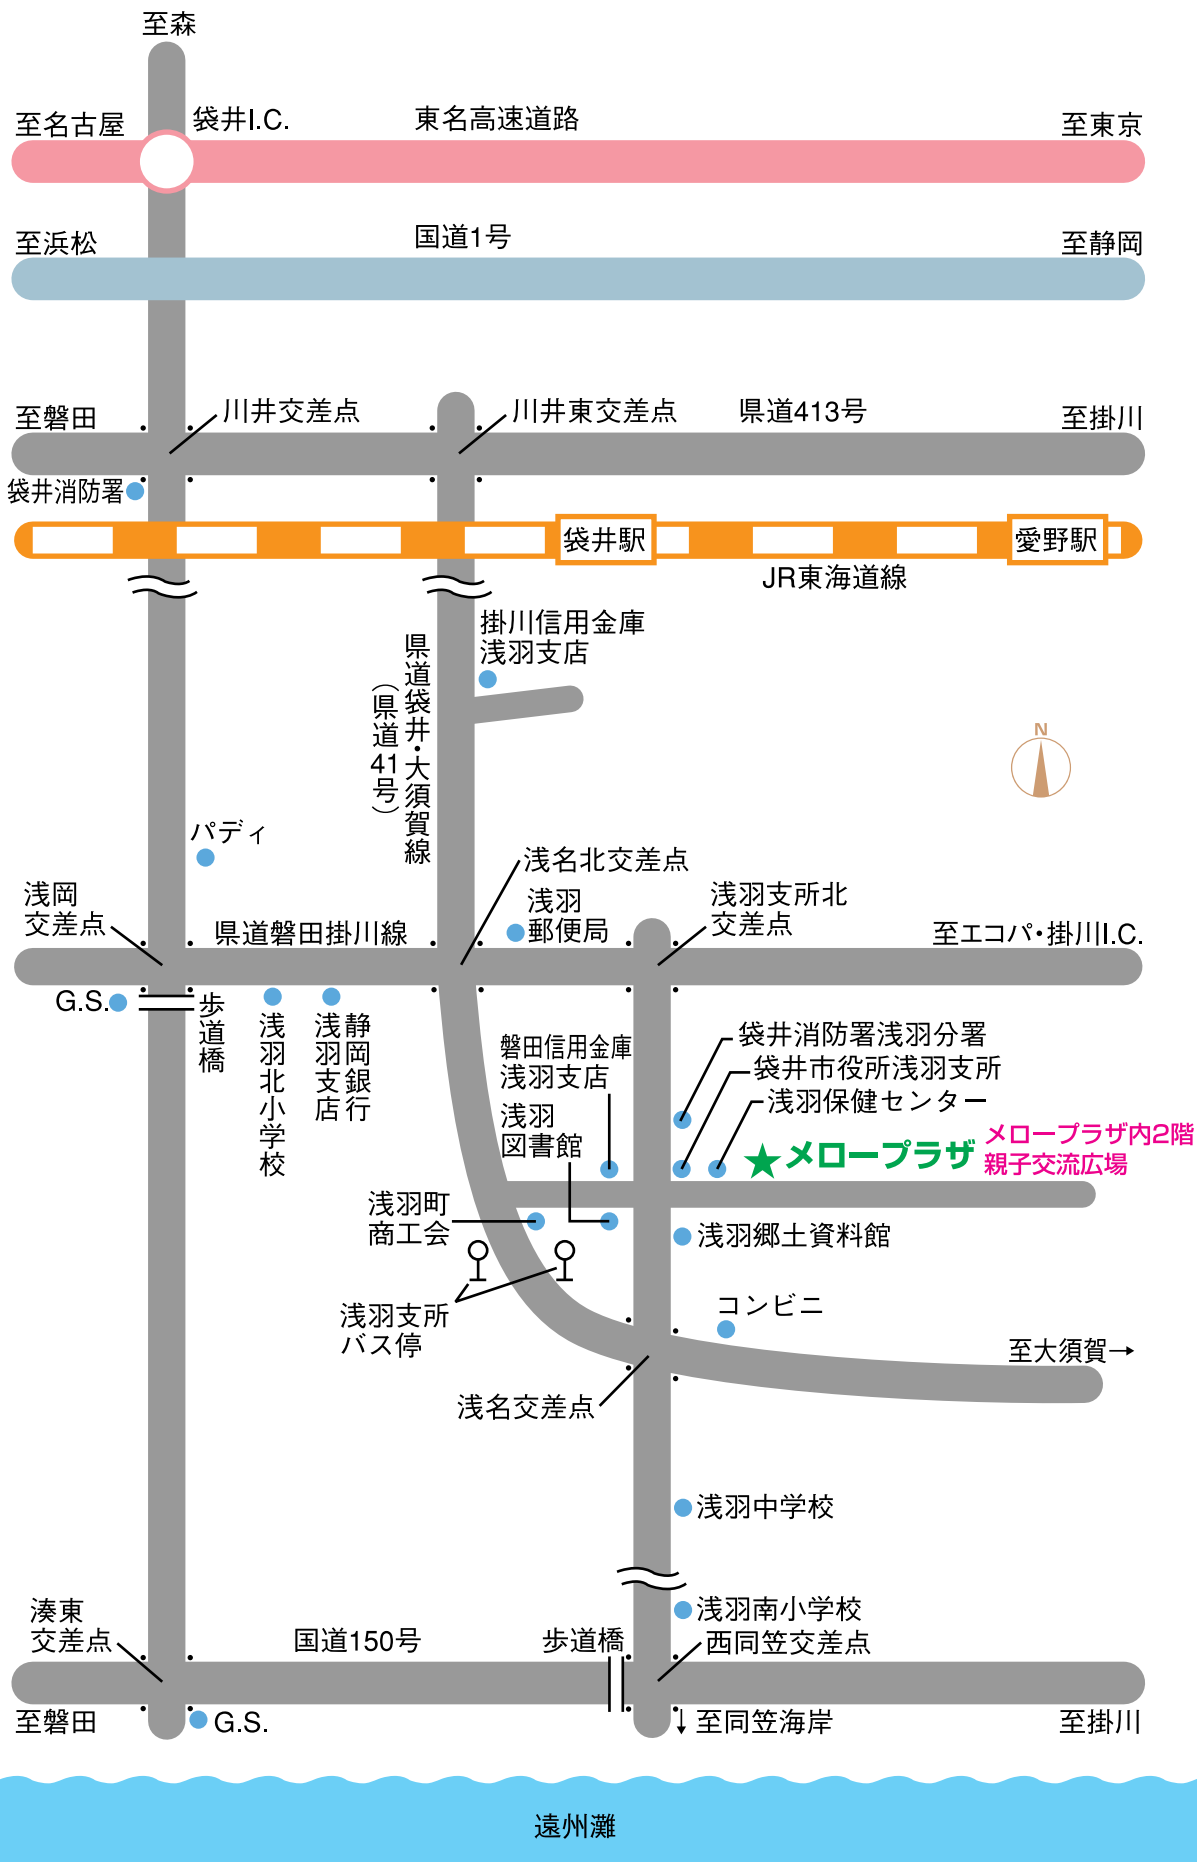 至森
至名古屋
袋井I.C.
東名高速道路
至東京
至浜松
国道1号
至静岡
至磐田
川井交差点
川井東交差点
県道413号
至掛川
袋井消防署
袋井駅
愛野駅
JR東海道線
掛川信用金庫
浅羽支店
県道袋井・大須賀線
（県道41号）
N
パディ
浅岡
交差点
県道磐田掛川線
浅名北交差点
浅羽
郵便局
浅羽支所北
交差点
至エコパ・掛川I.C.
G.S.
歩道橋
浅羽北小学校
静岡銀行
浅羽支店
磐田信用金庫
浅羽支店
浅羽
図書館
袋井消防署浅羽分署
袋井市役所浅羽支所
浅羽保健センター
★メロープラザ
メロープラザ内2階
親子交流広場
浅羽町
商工会
浅羽郷土資料館
浅羽支所
バス停
コンビニ
至大須賀→
浅名交差点
浅羽中学校
浅羽南小学校
湊東
交差点
国道150号
歩道橋
西同笠交差点
至磐田
G.S.
↓至同笠海岸
至掛川
遠州灘